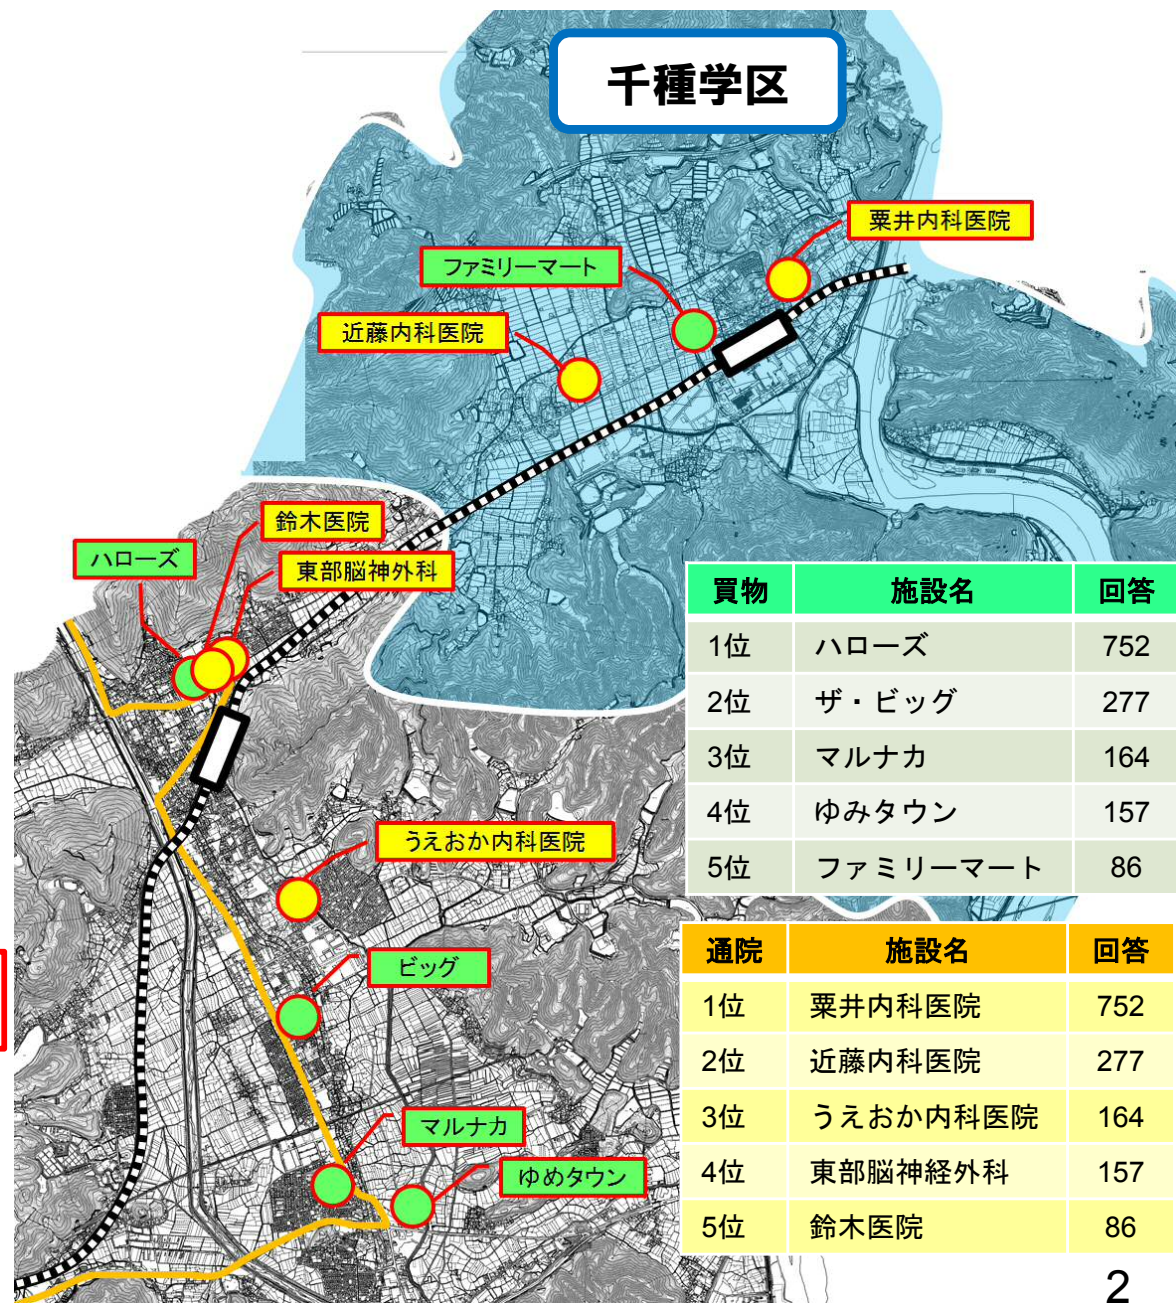 千種学区
粟井内科医院
ファミリーマート
近藤内科医院
鈴木医院
ハローズ
東部脳神外科
うえおか内科医院
ビッグ
マルナカ
ゆめタウン
買物 施設名 回答
1位 ハローズ 752
2位 ザ・ビッグ 277
3位 マルナカ 164
4位 ゆみタウン 157
5位 ファミリーマート 86
通院 施設名 回答
1位 粟井内科医院 752
2位 近藤内科医院 277
3位 うえおか内科医院 164
4位 東部脳神経外科 157
5位 鈴木医院 86
2